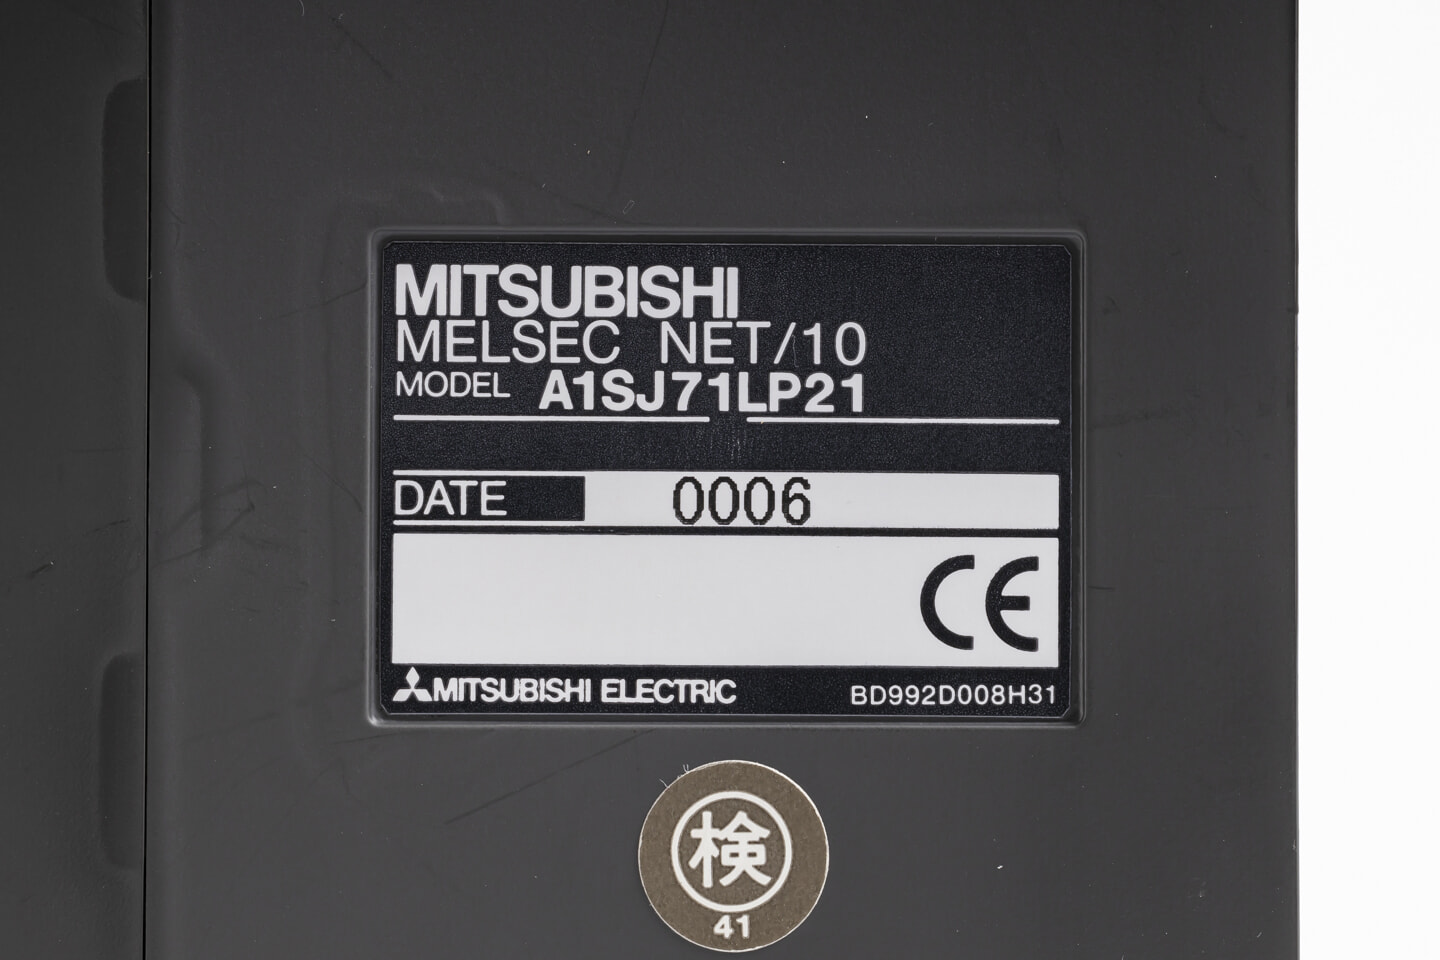 MITSUBISHI
MELSEC NET/10
MODEL A1SJ71LP21
DATE 0006
CE
MITSUBISHI ELECTRIC BD992D008H31
検
41